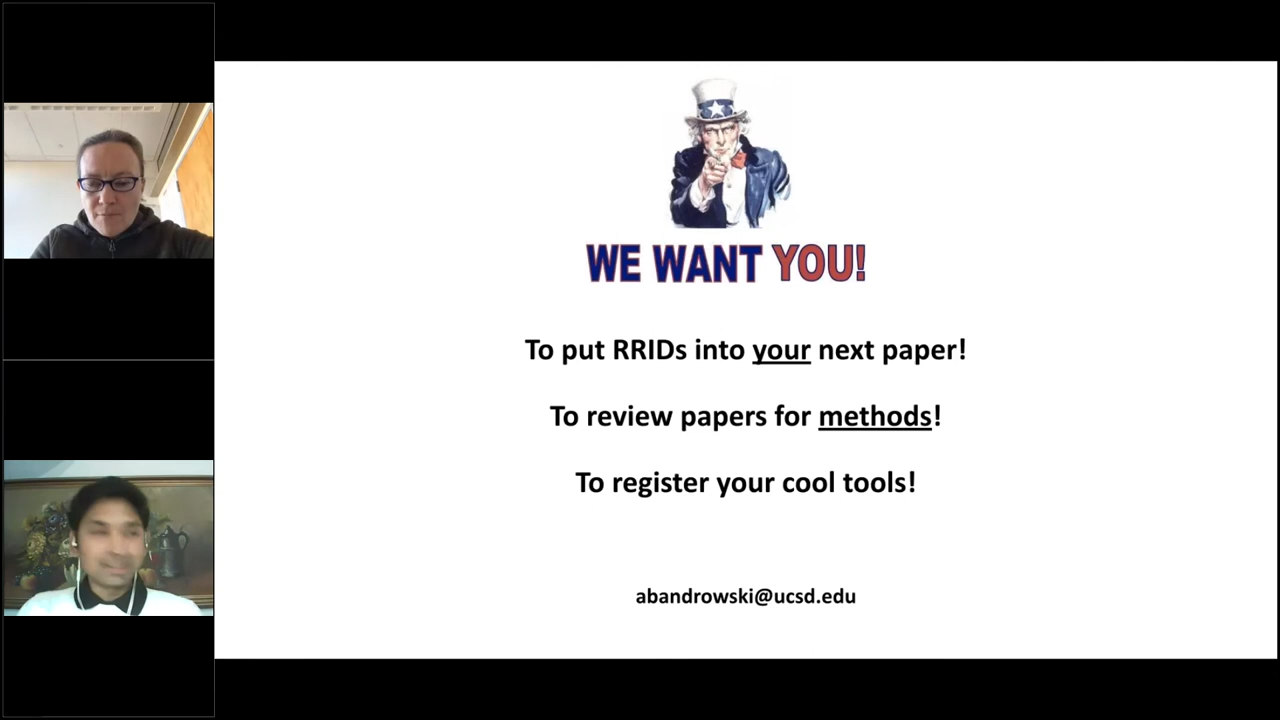 WE WANT YOU!
To put RRIDs into your next paper!
To review papers for methods!
To register your cool tools!
abandrowski@ucsd.edu